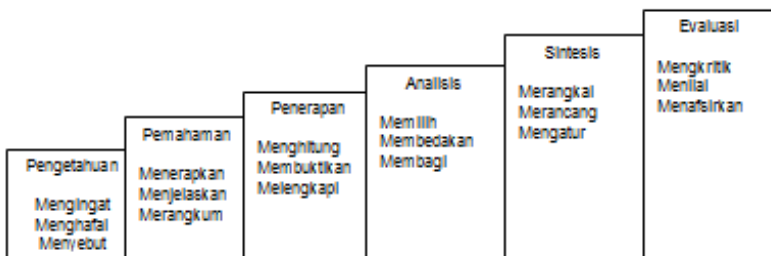 Pengetahuan
Mengingat
Menghafal
Menyebut
Pemahaman
Menerapkan
Menjelaskan
Merangkum
Penerapan
Menghitung
Membuktikan
Melengkapi
Analisis
Memilih
Membedakan
Membagi
Sintesis
Merangkai
Merancang
Mengatur
Evaluasi
Mengkritik
Menilai
Menafsirkan